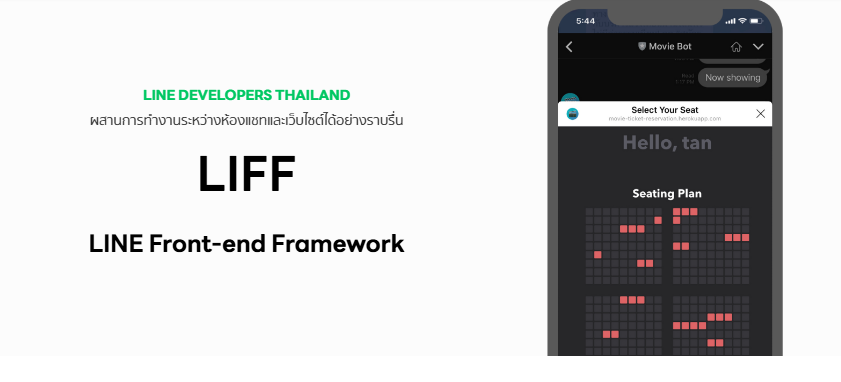 LINE DEVELOPERS THAILAND
ผสานการทำงานระหว่างห้องแชทและเว็บไซต์ได้อย่างราบรื่น
LIFF
LINE Front-end Framework
5:44
Movie Bot
Read
Now showing
Select Your Seat
movie-ticket-reservation.herokuapp.com
Hello, tan
Seating Plan